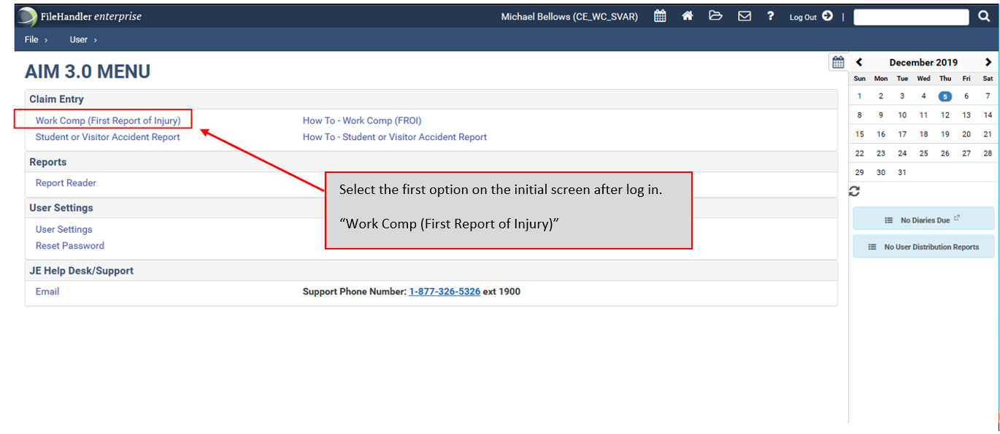 FileHandler enterprise
Michael Bellows (CE_WC_SVAR)
? Log Out |
File › User ›
AIM 3.0 MENU
Claim Entry
Work Comp (First Report of Injury) How To - Work Comp (FROI)
Student or Visitor Accident Report How To - Student or Visitor Accident Report
Reports
Report Reader
Select the first option on the initial screen after log in.
“Work Comp (First Report of Injury)”
User Settings
User Settings
Reset Password
JE Help Desk/Support
Email Support Phone Number: 1-877-326-5326 ext 1900
December 2019
Sun Mon Tue Wed Thu Fri Sat
1 2 3 4 5 6 7
8 9 10 11 12 13 14
15 16 17 18 19 20 21
22 23 24 25 26 27 28
29 30 31
No Diaries Due
No User Distribution Reports